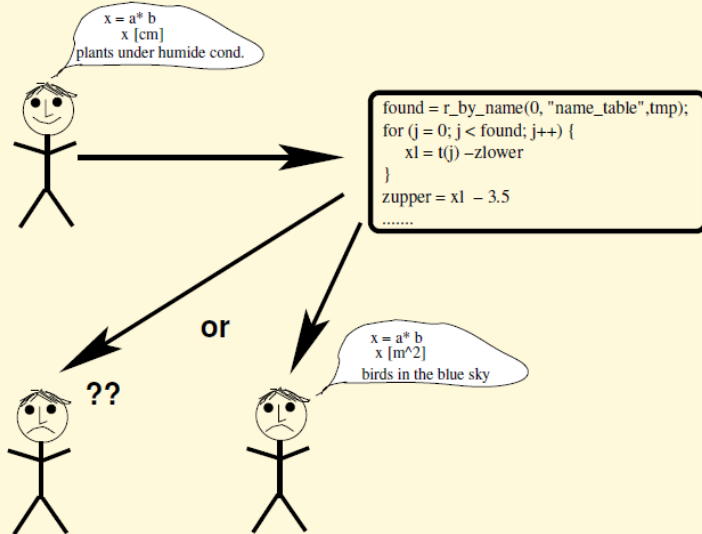 x = a* b
x [cm]
plants under humide cond.
found = r_by_name(0, "name_table",tmp);
for (j = 0; j < found; j++) {
xl = t(j) –zlower
}
zupper = xl – 3.5
.......
or
??
x = a* b
x [m^2]
birds in the blue sky